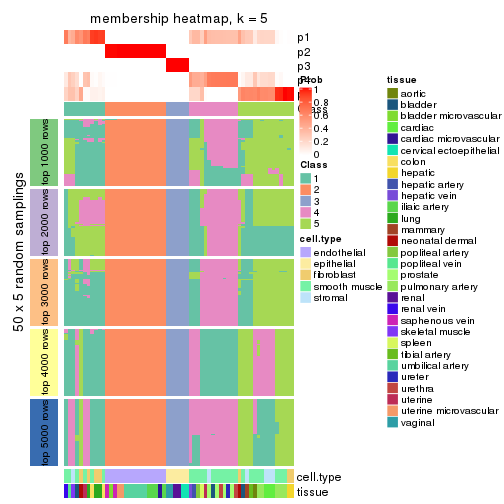 membership heatmap, k = 5
p1
p2
p3
Prob
1
0.8
0.6
0.4
0.2
0
Class
1
2
3
4
5
cell.type
endothelial
epithelial
fibroblast
smooth muscle
stromal
tissue
aortic
bladder
bladder microvascular
cardiac
cardiac microvascular
cervical ectoepithelial
colon
hepatic
hepatic artery
hepatic vein
iliaic artery
lung
mammary
neonatal dermal
popliteal artery
popliteal vein
prostate
pulmonary artery
renal
renal vein
saphenous vein
skeletal muscle
spleen
tibial artery
umbilical artery
ureter
urethra
uterine
uterine microvascular
vaginal
50 x 5 random samplings
top 1000 rows
top 2000 rows
top 3000 rows
top 4000 rows
top 5000 rows
cell.type
tissue